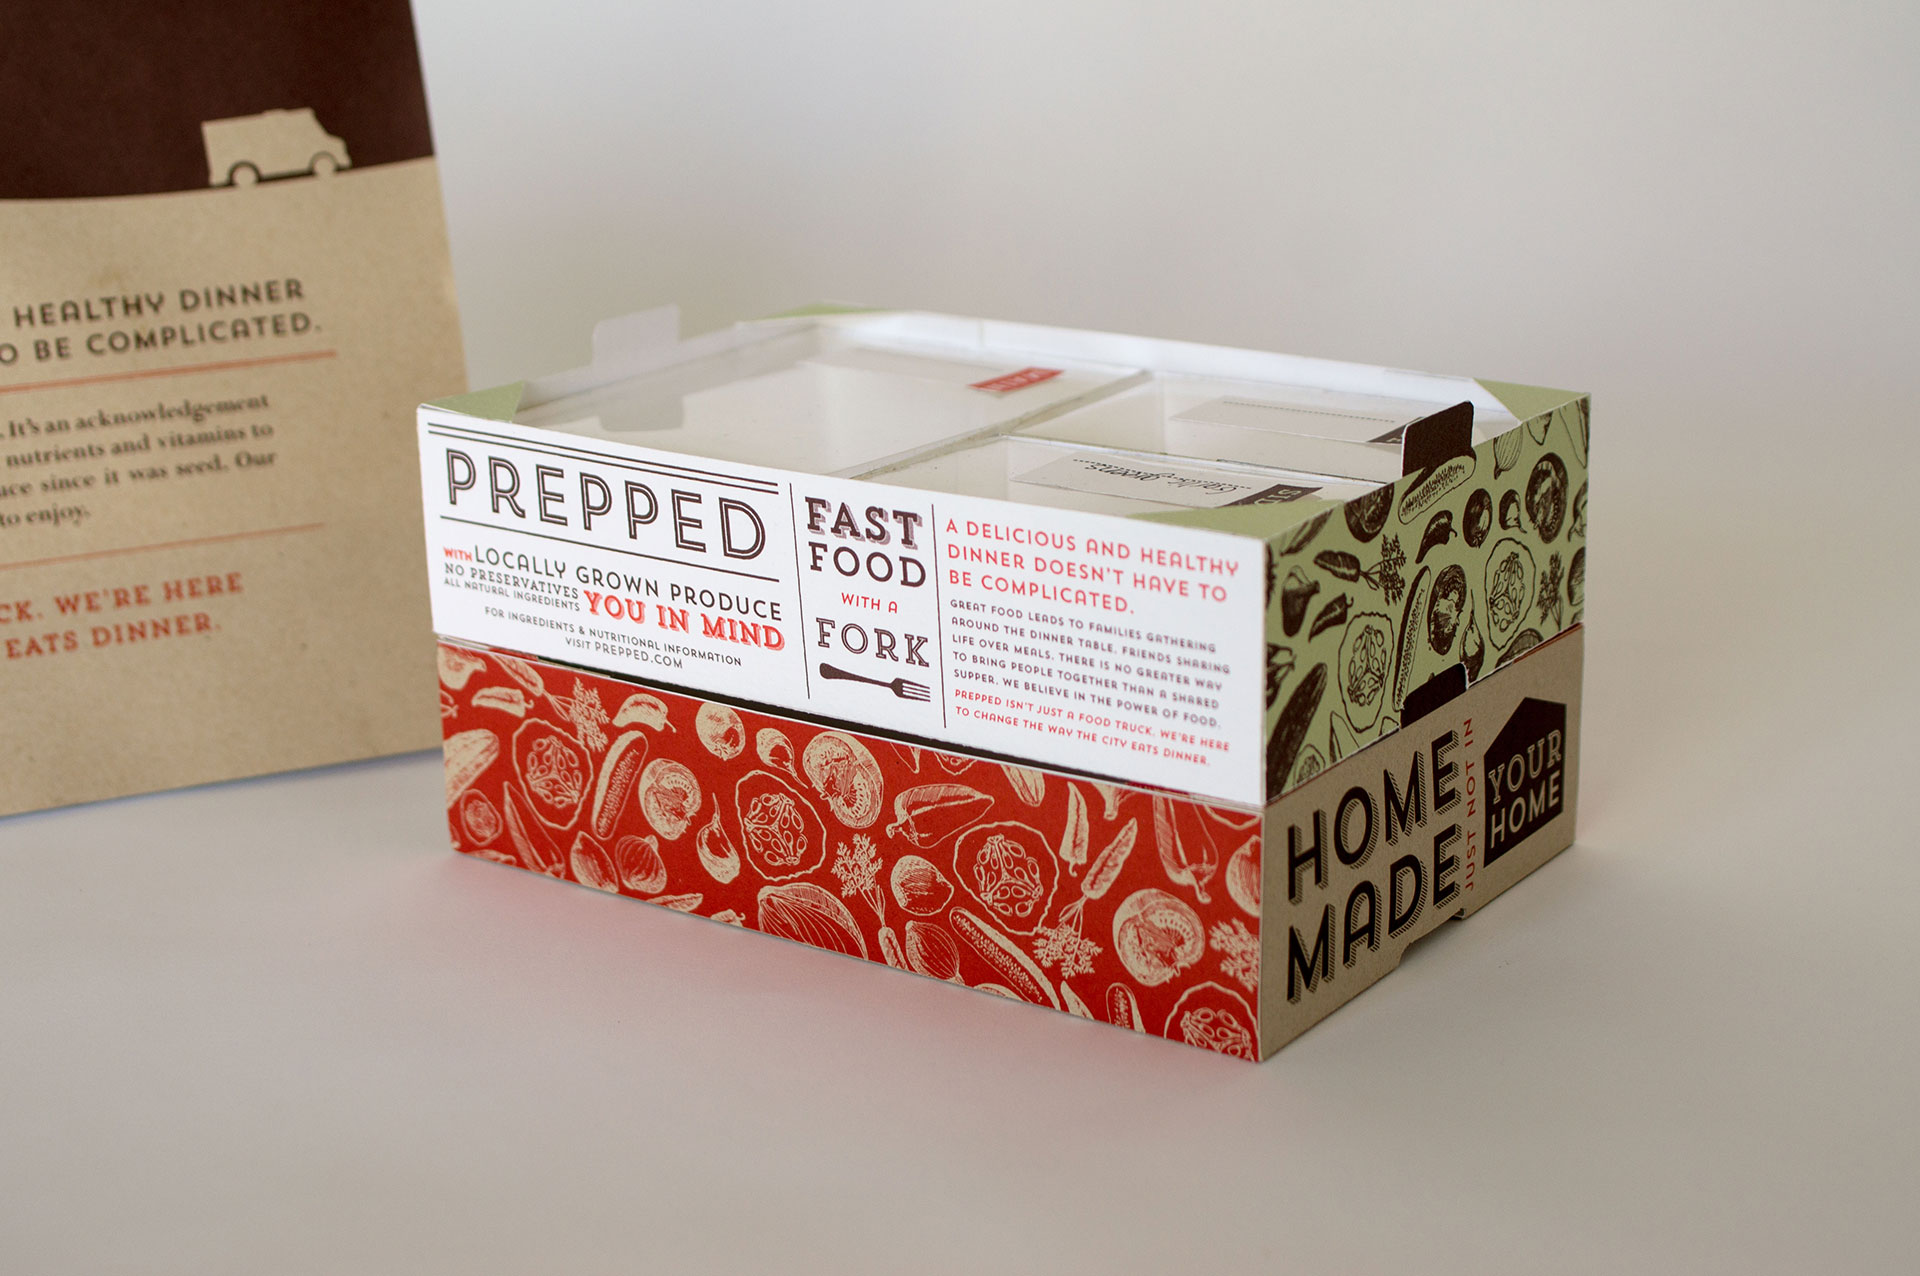 HEALTHY DINNER
O BE COMPLICATED.
. It's an acknowledgement
nutrients and vitamins to
uce since it was seed. Our
to enjoy.
CK. WE'RE HERE
EATS DINNER.
PREPPED
WITH LOCALLY GROWN PRODUCE
NO PRESERVATIVES
ALL NATURAL INGREDIENTS
YOU IN MIND
FOR INGREDIENTS & NUTRITIONAL INFORMATION
VISIT PREPPED.COM
FAST
FOOD
WITH A
FORK
A DELICIOUS AND HEALTHY
DINNER DOESN'T HAVE TO
BE COMPLICATED.
GREAT FOOD LEADS TO FAMILIES GATHERING
AROUND THE DINNER TABLE, FRIENDS SHARING
LIFE OVER MEALS. THERE IS NO GREATER WAY
TO BRING PEOPLE TOGETHER THAN A SHARED
SUPPER. WE BELIEVE IN THE POWER OF FOOD.
PREPPED ISN'T JUST A FOOD TRUCK. WE'RE HERE
TO CHANGE THE WAY THE CITY EATS DINNER.
HOME
MADE
JUST NOT IN
YOUR
HOME